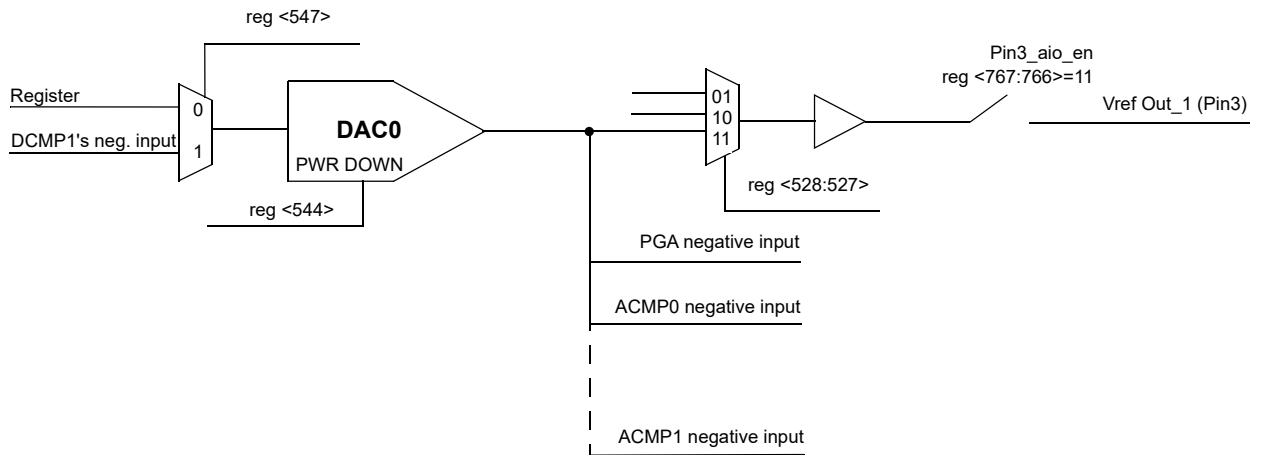 reg <547>
Pin3_aio_en
reg <767:766>=11
Register
0
01
Vref Out_1 (Pin3)
10
DAC0
DCMP1's neg. input
1
11
PWR DOWN
reg <528:527>
reg <544>
PGA negative input
ACMP0 negative input
ACMP1 negative input